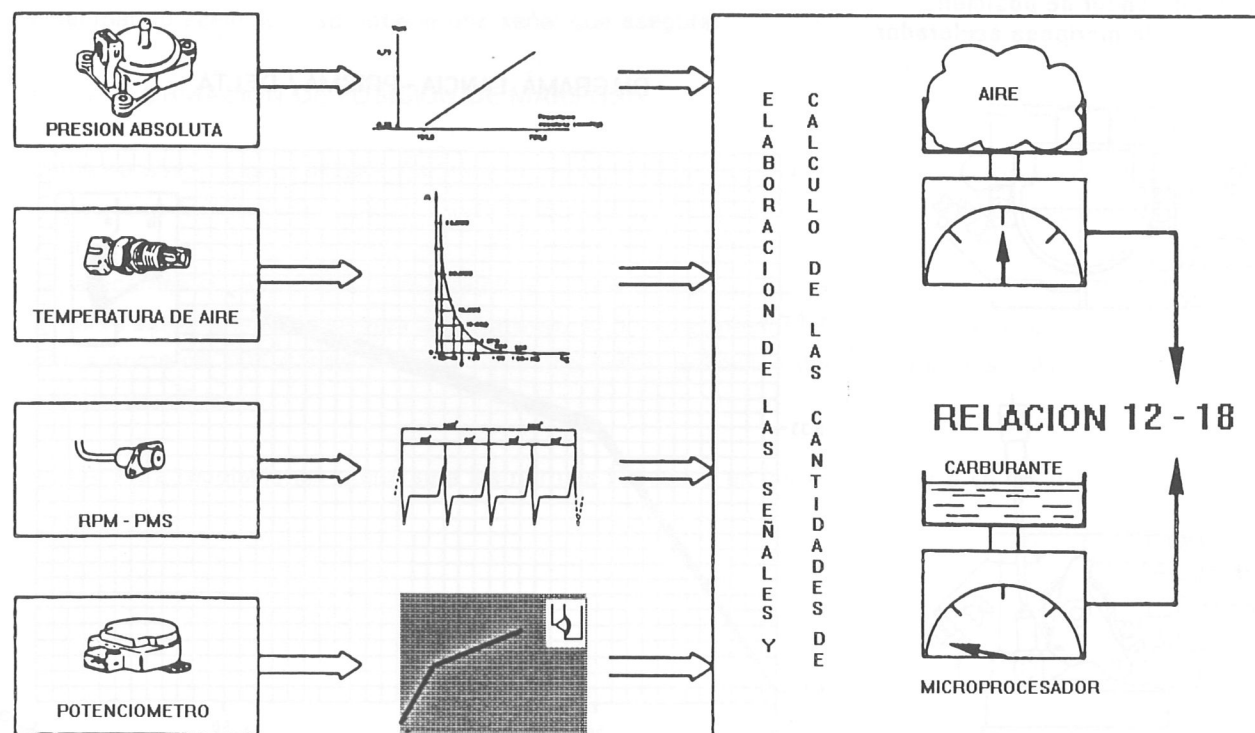 PRESION ABSOLUTA
TEMPERATURA DE AIRE
RPM - PMS
POTENCIOMETRO
ELABORACION DE LAS SEÑALES Y
CALCULO DE LAS CANTIDADES DE
AIRE
RELACION 12 - 18
CARBURANTE
MICROPROCESADOR